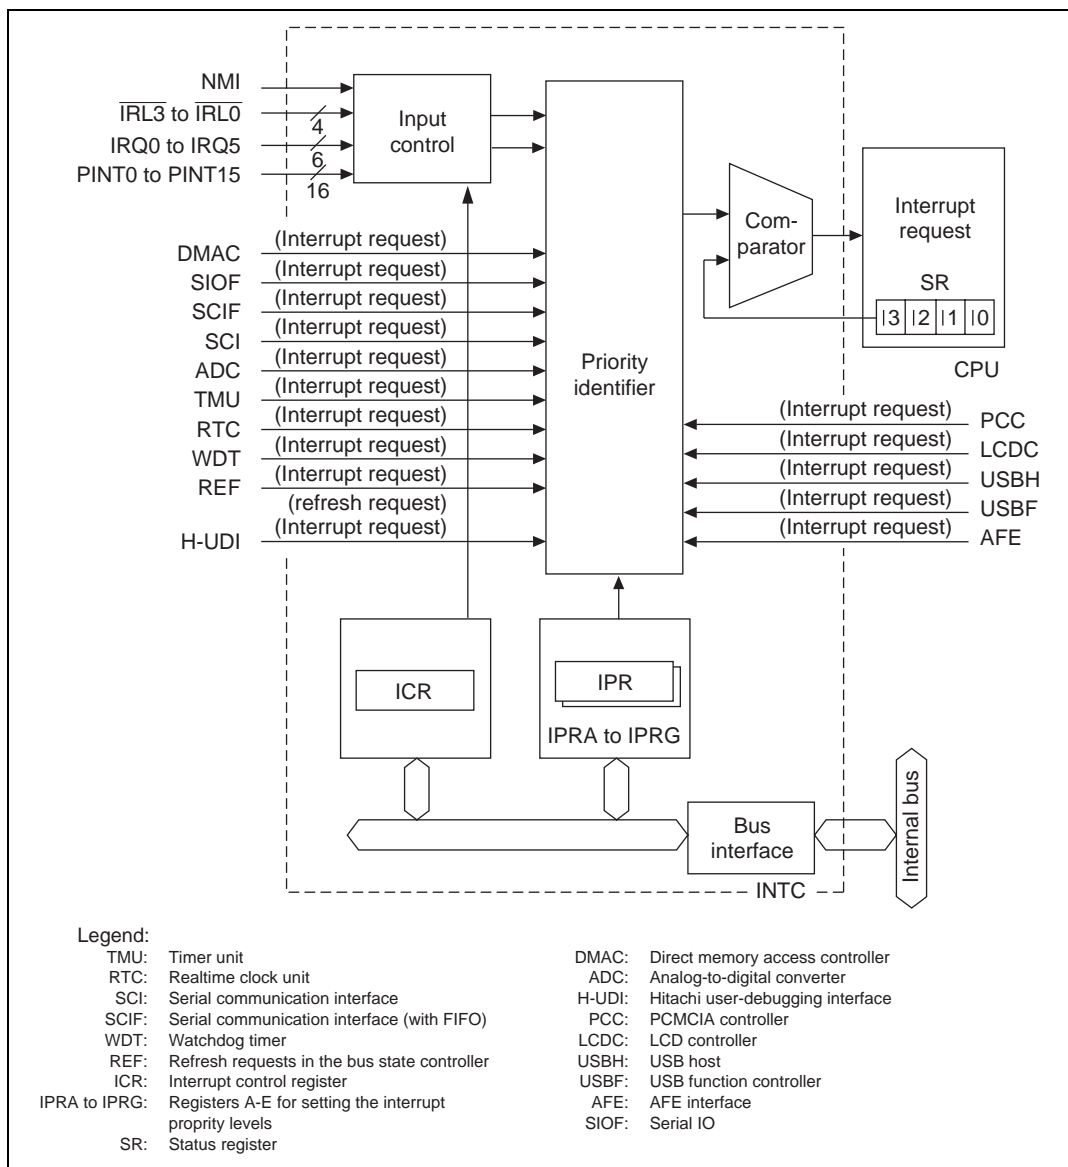 NMI
IRL3 to IRL0
4
IRQ0 to IRQ5
6
PINT0 to PINT15
16
Input
control
DMAC (Interrupt request)
SIOF (Interrupt request)
SCIF (Interrupt request)
SCI (Interrupt request)
ADC (Interrupt request)
TMU (Interrupt request)
RTC (Interrupt request)
WDT (Interrupt request)
REF (Interrupt request)
(refresh request)
H-UDI (Interrupt request)
Priority
identifier
Com-
parator
Interrupt
request
SR
I3 I2 I1 I0
CPU
(Interrupt request) PCC
(Interrupt request) LCDC
(Interrupt request) USBH
(Interrupt request) USBF
(Interrupt request) AFE
ICR
IPR
IPRA to IPRG
Bus
interface
INTC
Internal bus
Legend:
TMU: Timer unit
RTC: Realtime clock unit
SCI: Serial communication interface
SCIF: Serial communication interface (with FIFO)
WDT: Watchdog timer
REF: Refresh requests in the bus state controller
ICR: Interrupt control register
IPRA to IPRG: Registers A-E for setting the interrupt
proprity levels
SR: Status register
DMAC: Direct memory access controller
ADC: Analog-to-digital converter
H-UDI: Hitachi user-debugging interface
PCC: PCMCIA controller
LCDC: LCD controller
USBH: USB host
USBF: USB function controller
AFE: AFE interface
SIOF: Serial IO